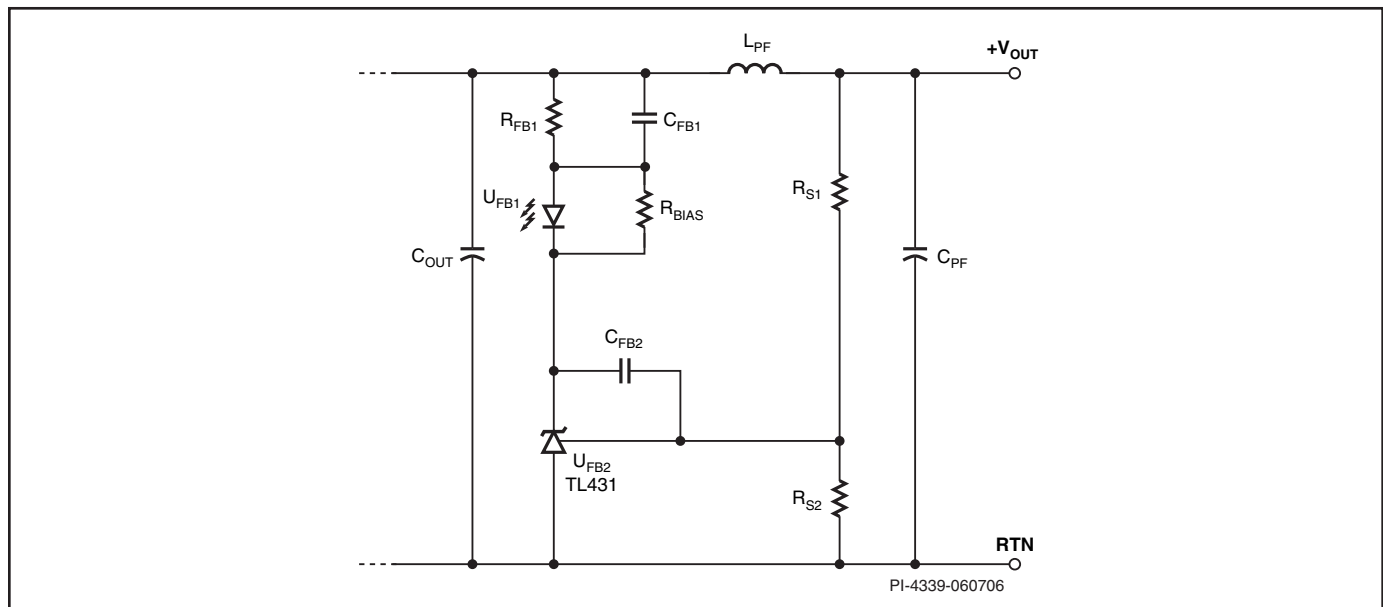 L_PF
+V_OUT
R_FB1
C_FB1
U_FB1
R_BIAS
R_S1
C_OUT
C_PF
C_FB2
U_FB2
TL431
R_S2
RTN
PI-4339-060706